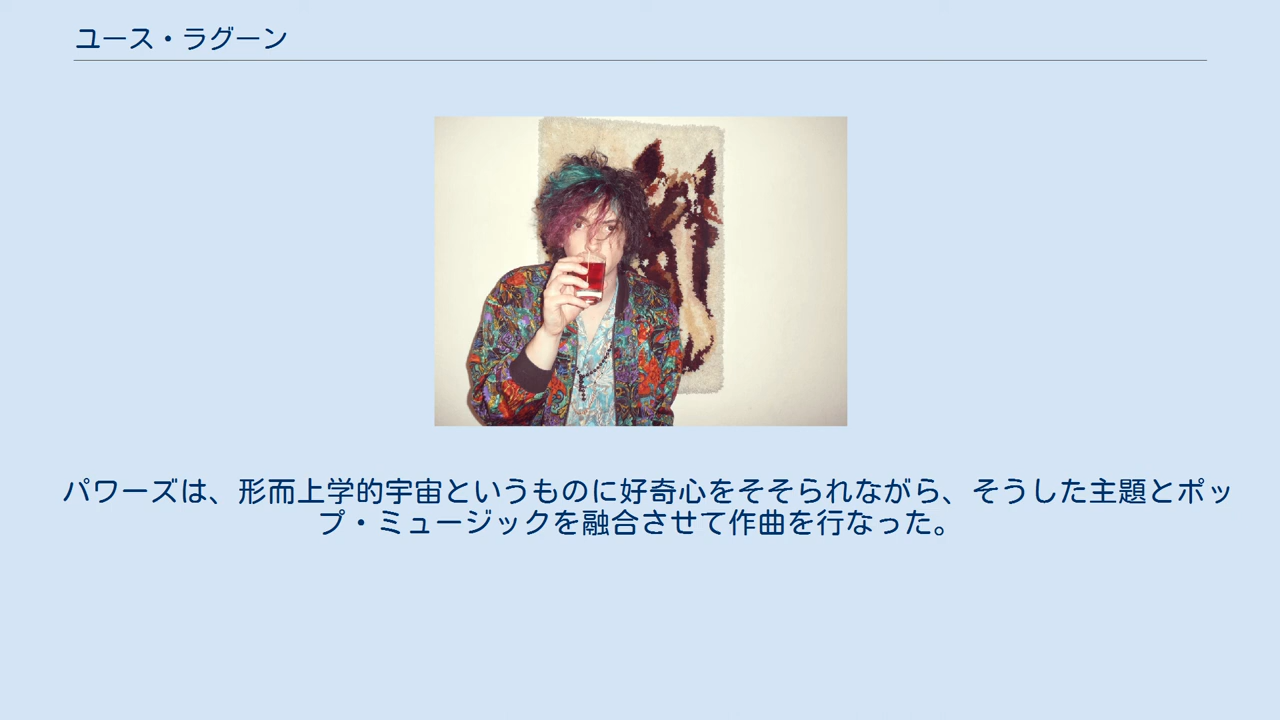 ユース・ラグーン
パワーズは、形而上学的宇宙というものに好奇心をそそられながら、そうした主題とポッ
プ・ミュージックを融合させて作曲を行なった。